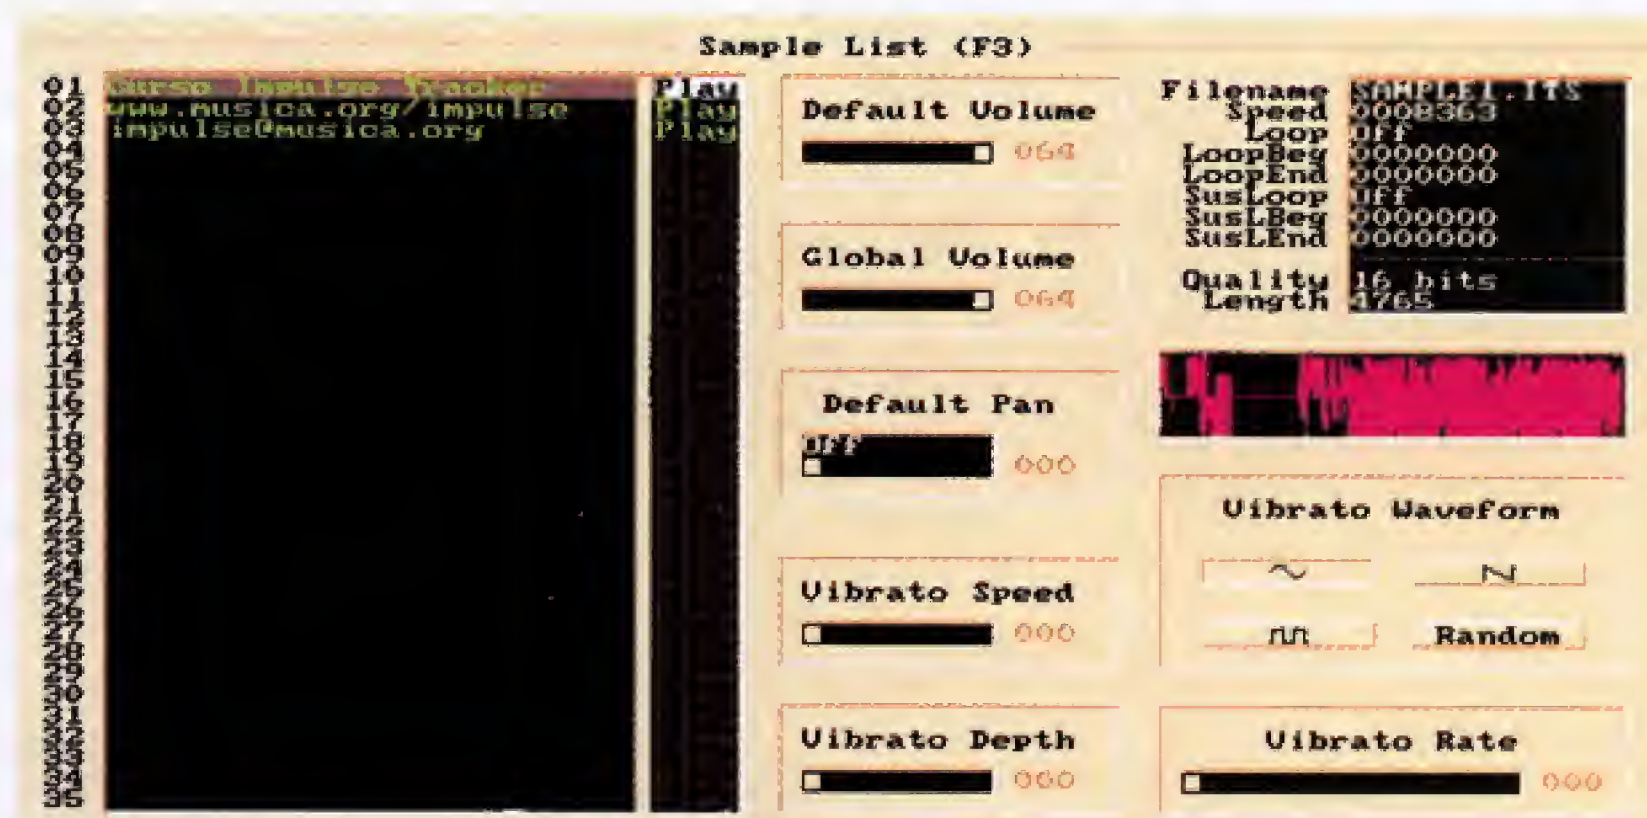 Sample List (F3)
01 Curso Impulse Tracker Play
02 www.musica.org/impulse Play
03 impulse@musica.org Play
04
05
06
07
08
09
10
11
12
13
14
15
16
17
18
19
20
21
22
23
24
25
26
27
28
29
30
31
32
33
34
35
Default Volume
064
Global Volume
064
Default Pan
Off
000
Vibrato Speed
000
Vibrato Depth
000
Filename SAMPLE1.ITS
Speed 0008363
Loop Off
LoopBeg 0000000
LoopEnd 0000000
SusLoop Off
SusLBeg 0000000
SusLEnd 0000000
Quality 16 bits
Length 4765
Vibrato Waveform
Random
Vibrato Rate
000